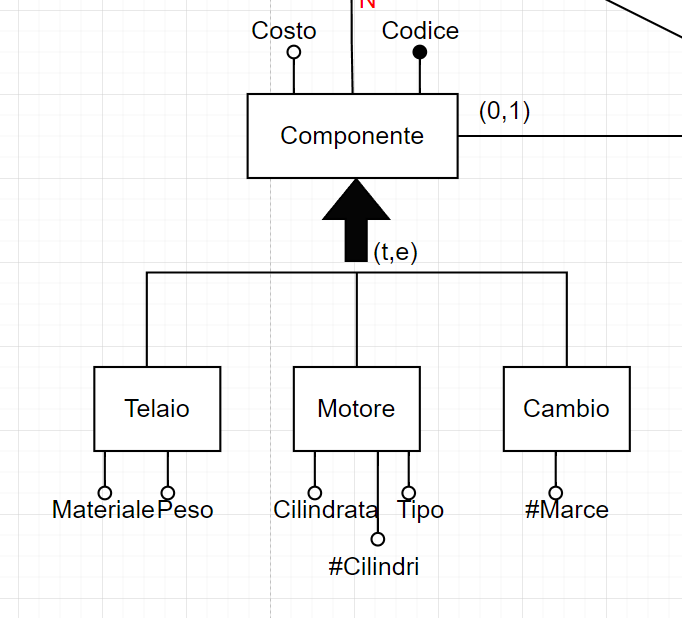 N
Costo Codice
Componente
(0,1)
(t,e)
Telaio Motore Cambio
Materiale Peso Cilindrata Tipo #Marce
#Cilindri